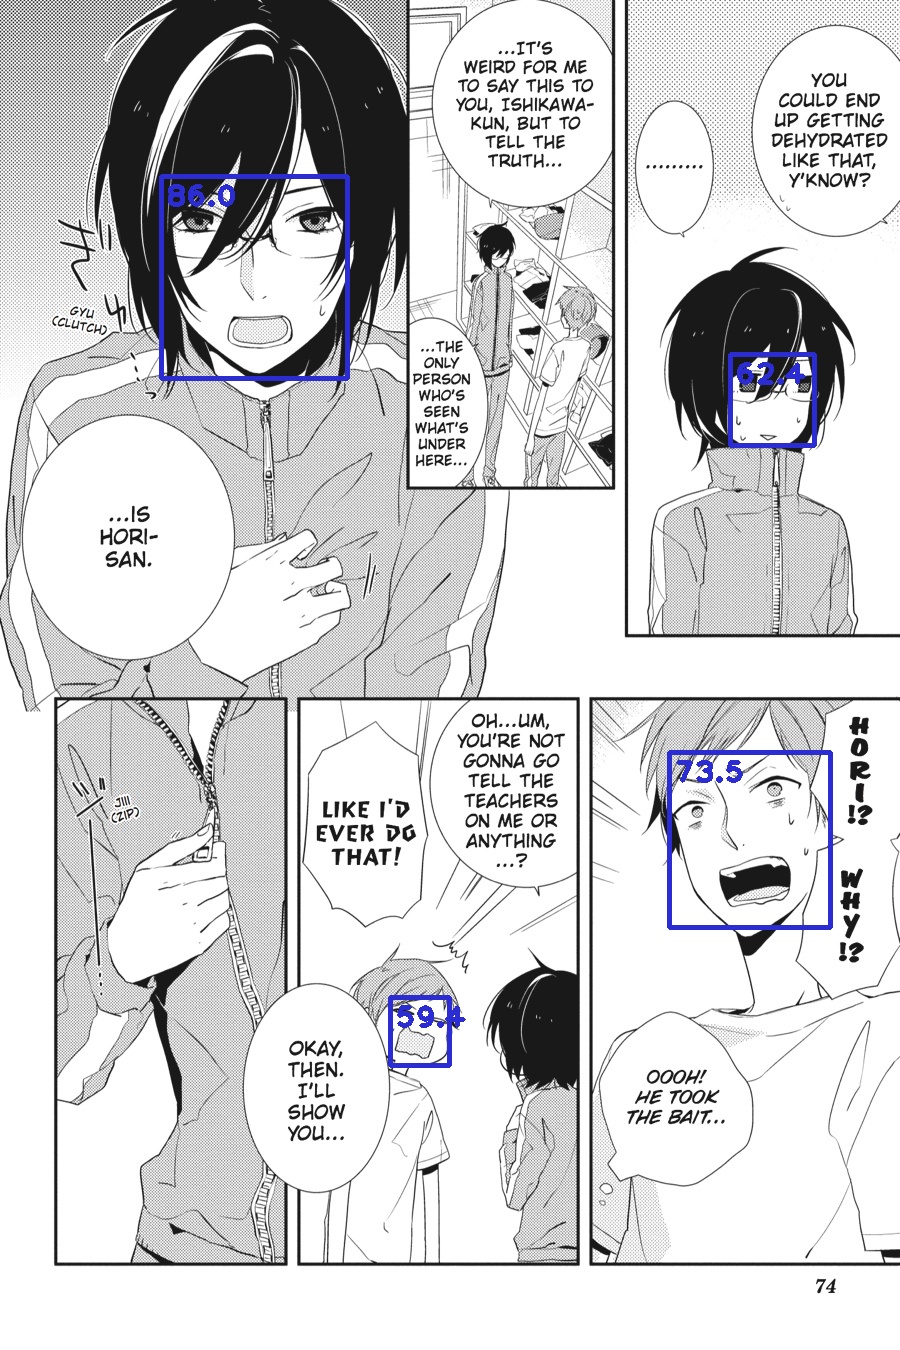 YOU
COULD END
UP GETTING
DEHYDRATED
LIKE THAT,
Y'KNOW?
.........
62.4
...IT'S
WEIRD FOR ME
TO SAY THIS TO
YOU, ISHIKAWA-
KUN, BUT TO
TELL THE
TRUTH...
...THE
ONLY
PERSON
WHO'S
SEEN
WHAT'S
UNDER
HERE...
86.0
GYU
(CLUTCH)
...IS
HORI-
SAN.
HORI!?
WHY!?
73.5
OOOH!
HE TOOK
THE BAIT...
OH...UM,
YOU'RE NOT
GONNA GO
TELL THE
TEACHERS
ON ME OR
ANYTHING
...?
LIKE I'D
EVER DO
THAT!
59.4
OKAY,
THEN.
I'LL
SHOW
YOU...
JIII
(ZIP)
74